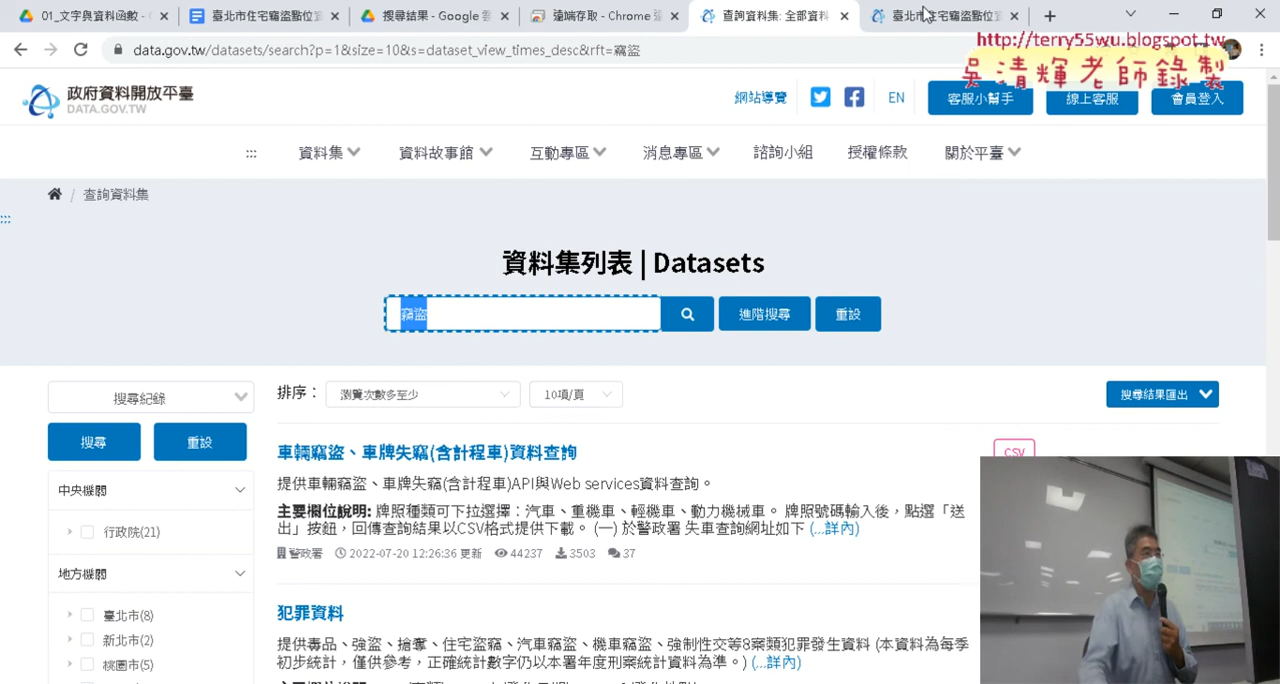 01_文字與資料函數 - G
臺北市住宅竊盜點位資
搜尋結果 - Google 雲
遠端存取 - Chrome 遠
查詢資料集: 全部資料
臺北市住宅竊盜點位資
data.gov.tw/datasets/search?p=1&size=10&s=dataset_view_times_desc&rft=竊盜
http://terry55wu.blogspot.tw
吳清輝老師錄製
政府資料開放平臺
DATA.GOV.TW
網站導覽
EN
客服小幫手
線上客服
會員登入
:::
資料集
資料故事館
互動專區
消息專區
諮詢小組
授權條款
關於平臺
/ 查詢資料集
:::
資料集列表 | Datasets
竊盜
進階搜尋
重設
搜尋紀錄
排序：
瀏覽次數多至少
10項/頁
搜尋結果匯出
搜尋
重設
車輛竊盜、車牌失竊(含計程車)資料查詢
CSV
提供車輛竊盜、車牌失竊(含計程車)API與Web services資料查詢。
中央機關
主要欄位說明: 牌照種類可下拉選擇：汽車、重機車、輕機車、動力機械車。 牌照號碼輸入後，點選「送
出」按鈕，回傳查詢結果以CSV格式提供下載。 (一) 於警政署 失車查詢網址如下 (...詳內)
行政院(21)
警政署 2022-07-20 12:26:36 更新 44237 3503 37
地方機關
犯罪資料
臺北市(8)
新北市(2)
桃園市(5)
提供毒品、強盜、搶奪、住宅盜竊、汽車竊盜、機車竊盜、強制性交等8案類犯罪發生資料 (本資料為每季
初步統計，僅供參考，正確統計數字仍以本署年度刑案統計資料為準。) (...詳內)